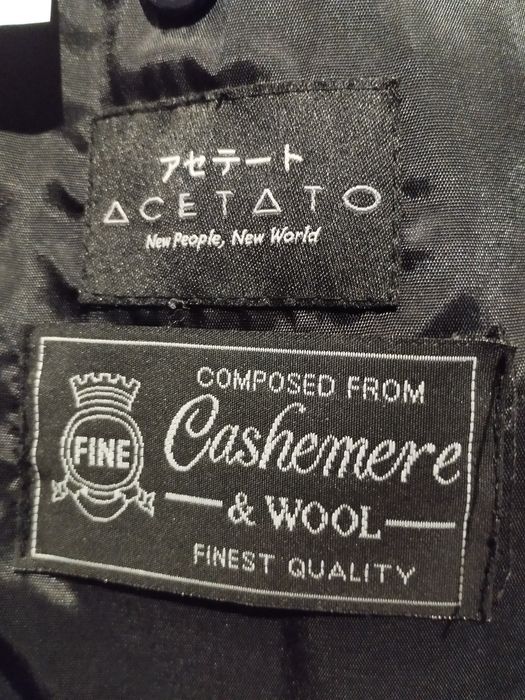 アセテート
ACETATO
New People, New World
COMPOSED FROM
FINE
Cashemere
& WOOL
FINEST QUALITY